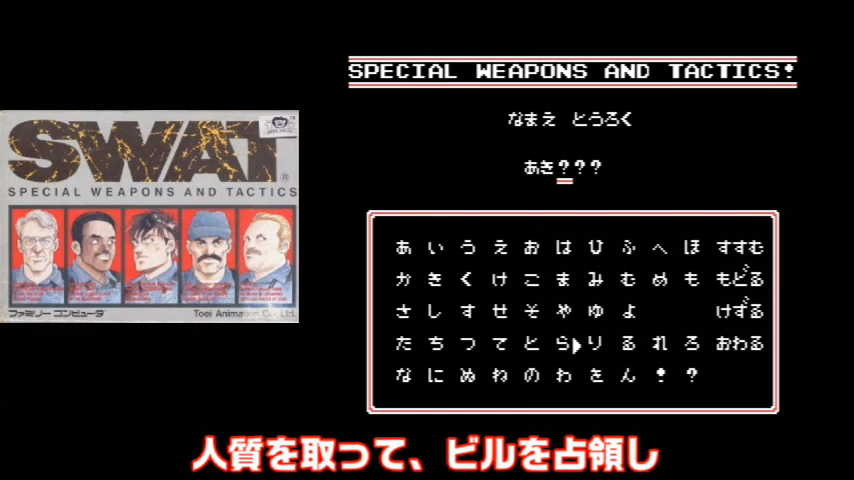 SWAT
®
SPECIAL WEAPONS AND TACTICS
ファミリー コンピュータ
Toei Animation Co., Ltd.
SPECIAL WEAPONS AND TACTICS!
なまえ とうろく
あき???
あ い う え お は ひ ふ へ ほ すすむ
か き く け こ ま み む め も もどる
さ し す せ そ や ゆ よ けずる
た ち つ て と ら り る れ ろ おわる
な に ぬ ね の わ を ん ! ?
人質を取って、ビルを占領し